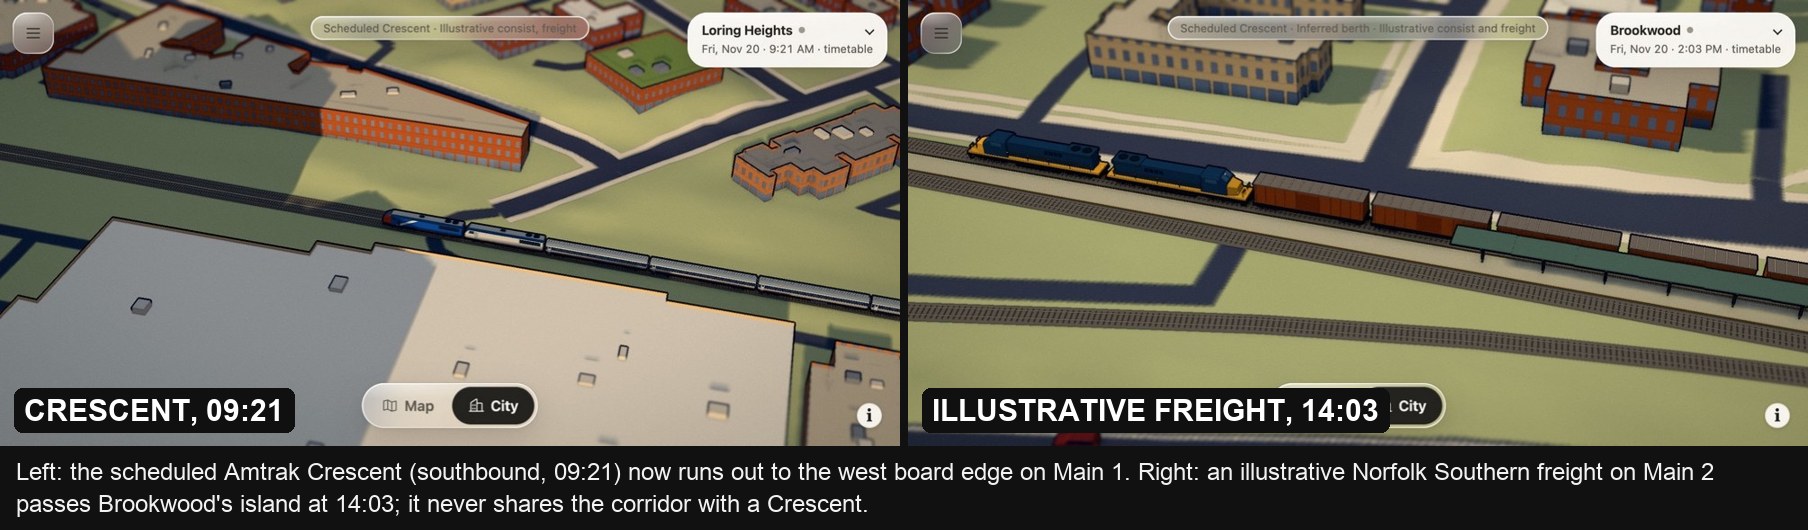 Scheduled Crescent · Illustrative consist, freight
Loring Heights
Fri, Nov 20 · 9:21 AM · timetable
CRESCENT, 09:21
Map
City
i
Scheduled Crescent · Inferred berth · Illustrative consist and freight
Brookwood
Fri, Nov 20 · 2:03 PM · timetable
ILLUSTRATIVE FREIGHT, 14:03
City
i
Left: the scheduled Amtrak Crescent (southbound, 09:21) now runs out to the west board edge on Main 1. Right: an illustrative Norfolk Southern freight on Main 2
passes Brookwood's island at 14:03; it never shares the corridor with a Crescent.